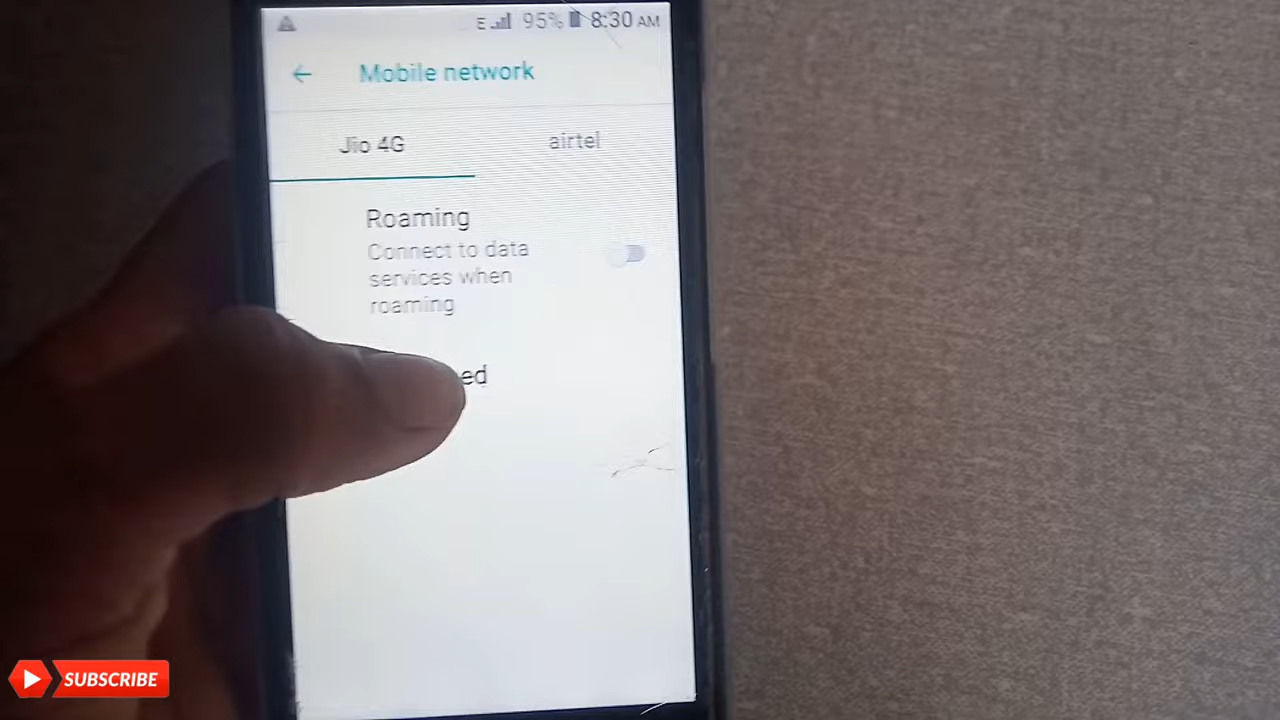 E 95% 8:30 AM
Mobile network
Jio 4G airtel
Roaming
Connect to data
services when
roaming
SUBSCRIBE